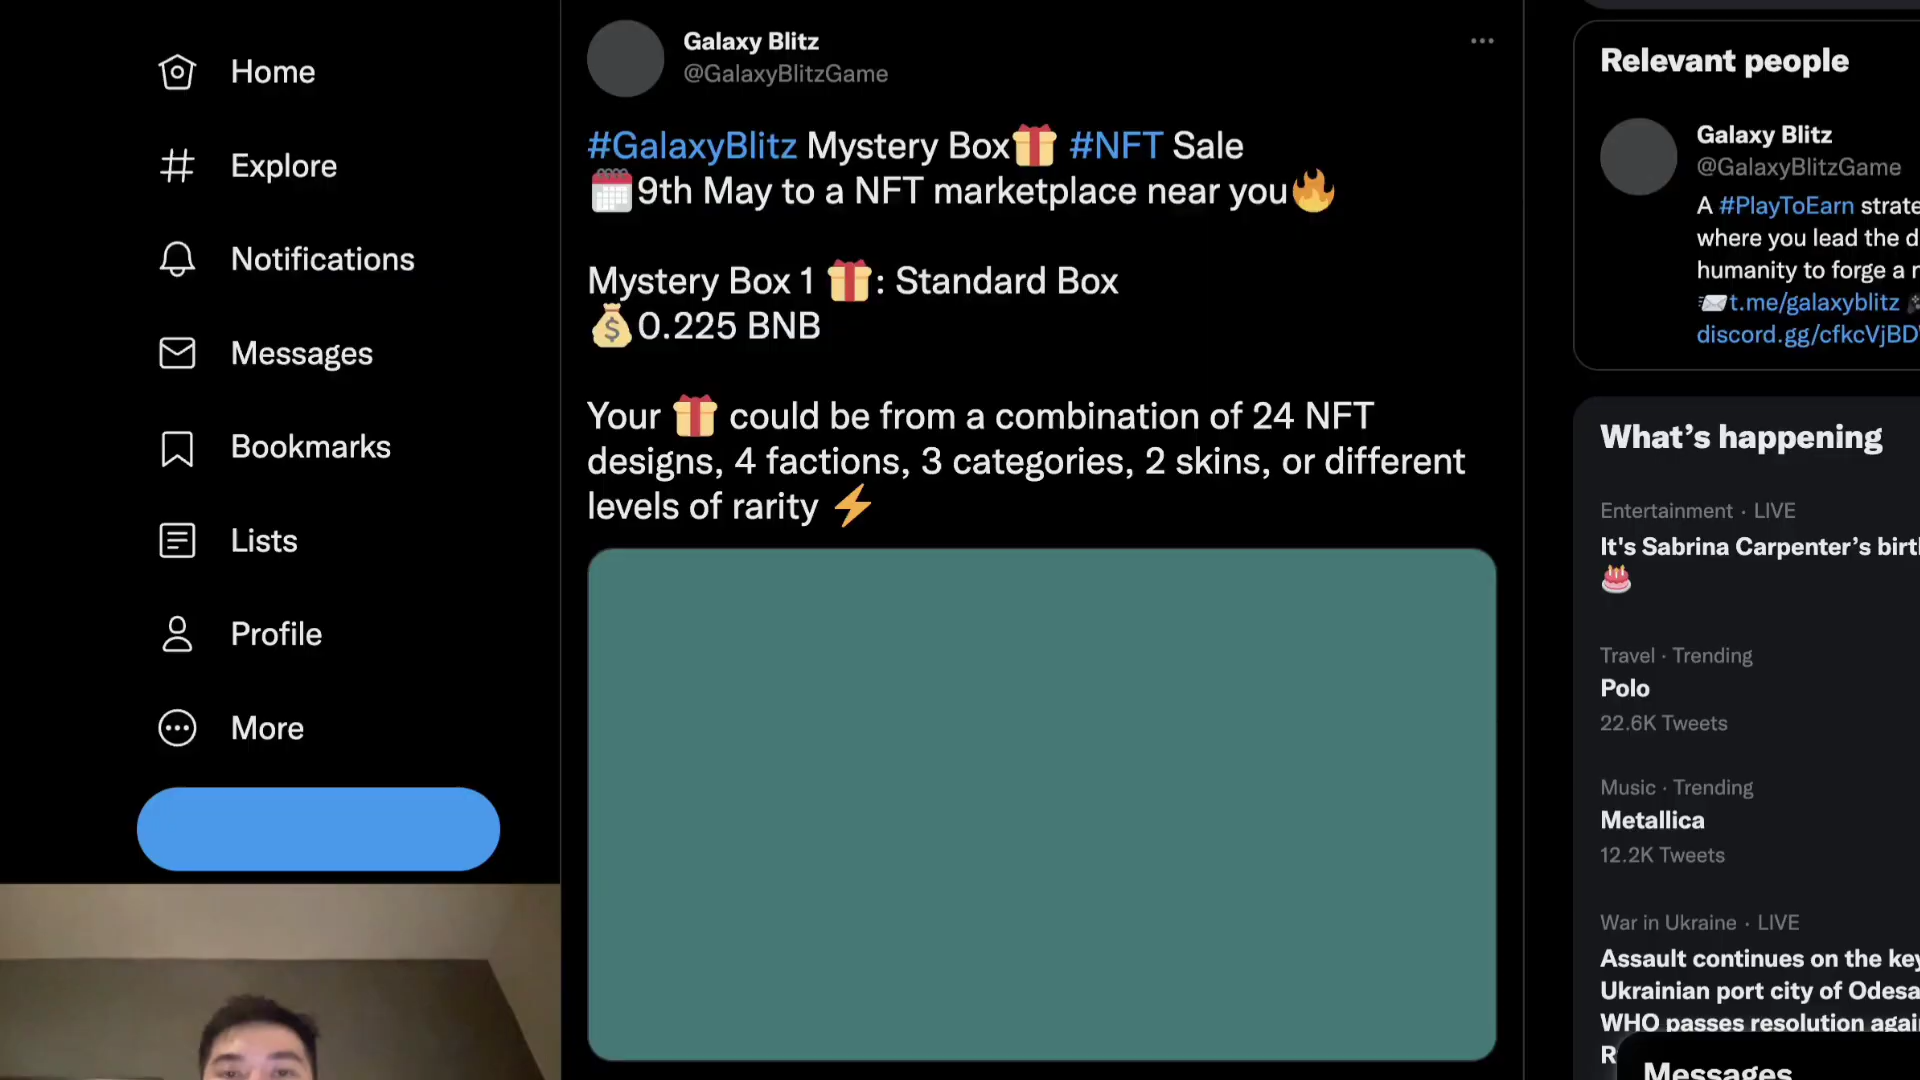 Home
Explore
Notifications
Messages
Bookmarks
Lists
Profile
More
Galaxy Blitz
@GalaxyBlitzGame
#GalaxyBlitz Mystery Box🎁 #NFT Sale
🗓9th May to a NFT marketplace near you🔥
Mystery Box 1 🎁: Standard Box
💰0.225 BNB
Your 🎁 could be from a combination of 24 NFT
designs, 4 factions, 3 categories, 2 skins, or different
levels of rarity ⚡
Relevant people
Galaxy Blitz
@GalaxyBlitzGame
A #PlayToEarn strate
where you lead the d
humanity to forge a
📨t.me/galaxyblitz
discord.gg/cfkcVjBD
What's happening
Entertainment · LIVE
It's Sabrina Carpenter's birt
🎂
Travel · Trending
Polo
22.6K Tweets
Music · Trending
Metallica
12.2K Tweets
War in Ukraine · LIVE
Assault continues on the key
Ukrainian port city of Odesa
WHO passes resolution agai
R
Messages